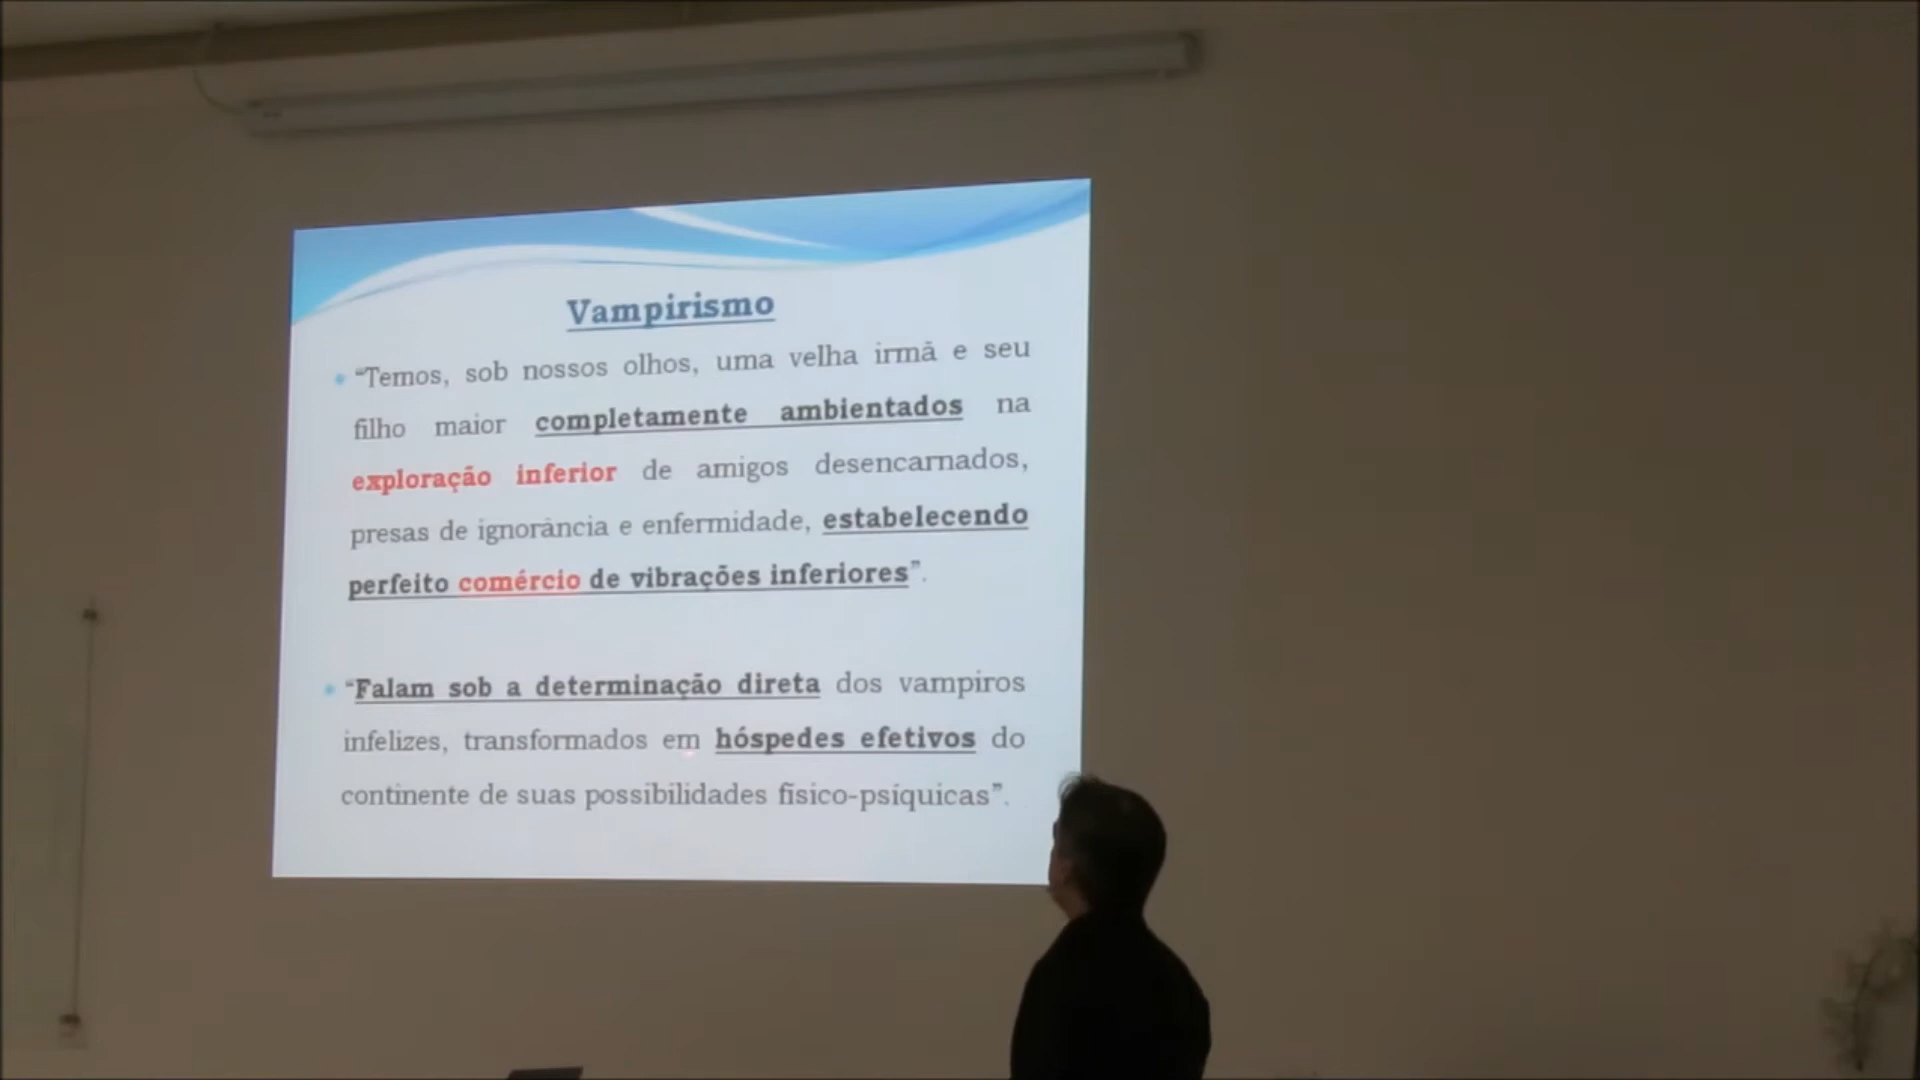 Vampirismo
“Temos, sob nossos olhos, uma velha irmã e seu
filho maior completamente ambientados na
exploração inferior de amigos desencarnados,
presas de ignorância e enfermidade, estabelecendo
perfeito comércio de vibrações inferiores”.
“Falam sob a determinação direta dos vampiros
infelizes, transformados em hóspedes efetivos do
continente de suas possibilidades físico-psíquicas”.